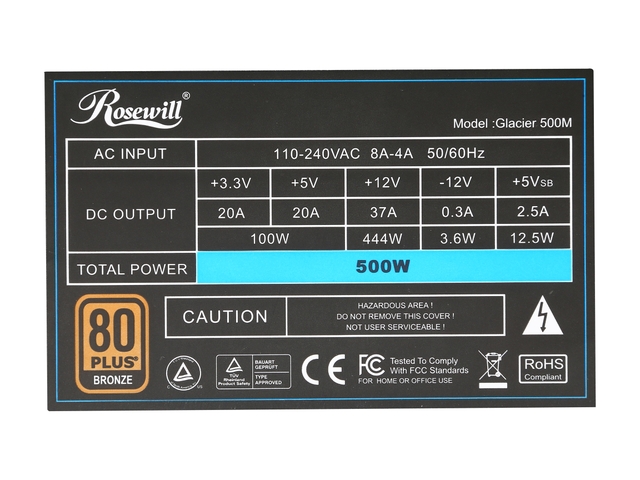 Rosewill®
Model :Glacier 500M
AC INPUT 110-240VAC 8A-4A 50/60Hz
DC OUTPUT +3.3V +5V +12V -12V +5VSB
20A 20A 37A 0.3A 2.5A
100W 444W 3.6W 12.5W
TOTAL POWER 500W
80
PLUS®
BRONZE
CAUTION
HAZARDOUS AREA !
DO NOT REMOVE THIS COVER !
NOT USER SERVICEABLE !
TÜV
Rheinland
Product Safety
BAUART
GEPRÜFT
TYPE
APPROVED
CE
FC Tested To Comply
With FCC Standards
FOR HOME OR OFFICE USE
RoHS
Compliant